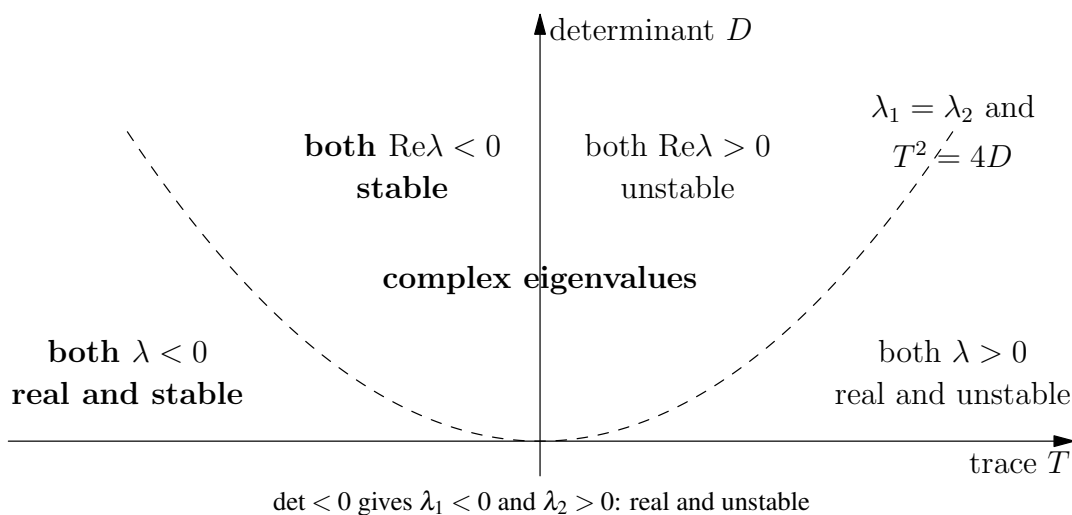 determinant D
λ₁ = λ₂ and
T² = 4D
both Reλ < 0
stable
both Reλ > 0
unstable
complex eigenvalues
both λ < 0
real and stable
both λ > 0
real and unstable
trace T
det < 0 gives λ₁ < 0 and λ₂ > 0: real and unstable